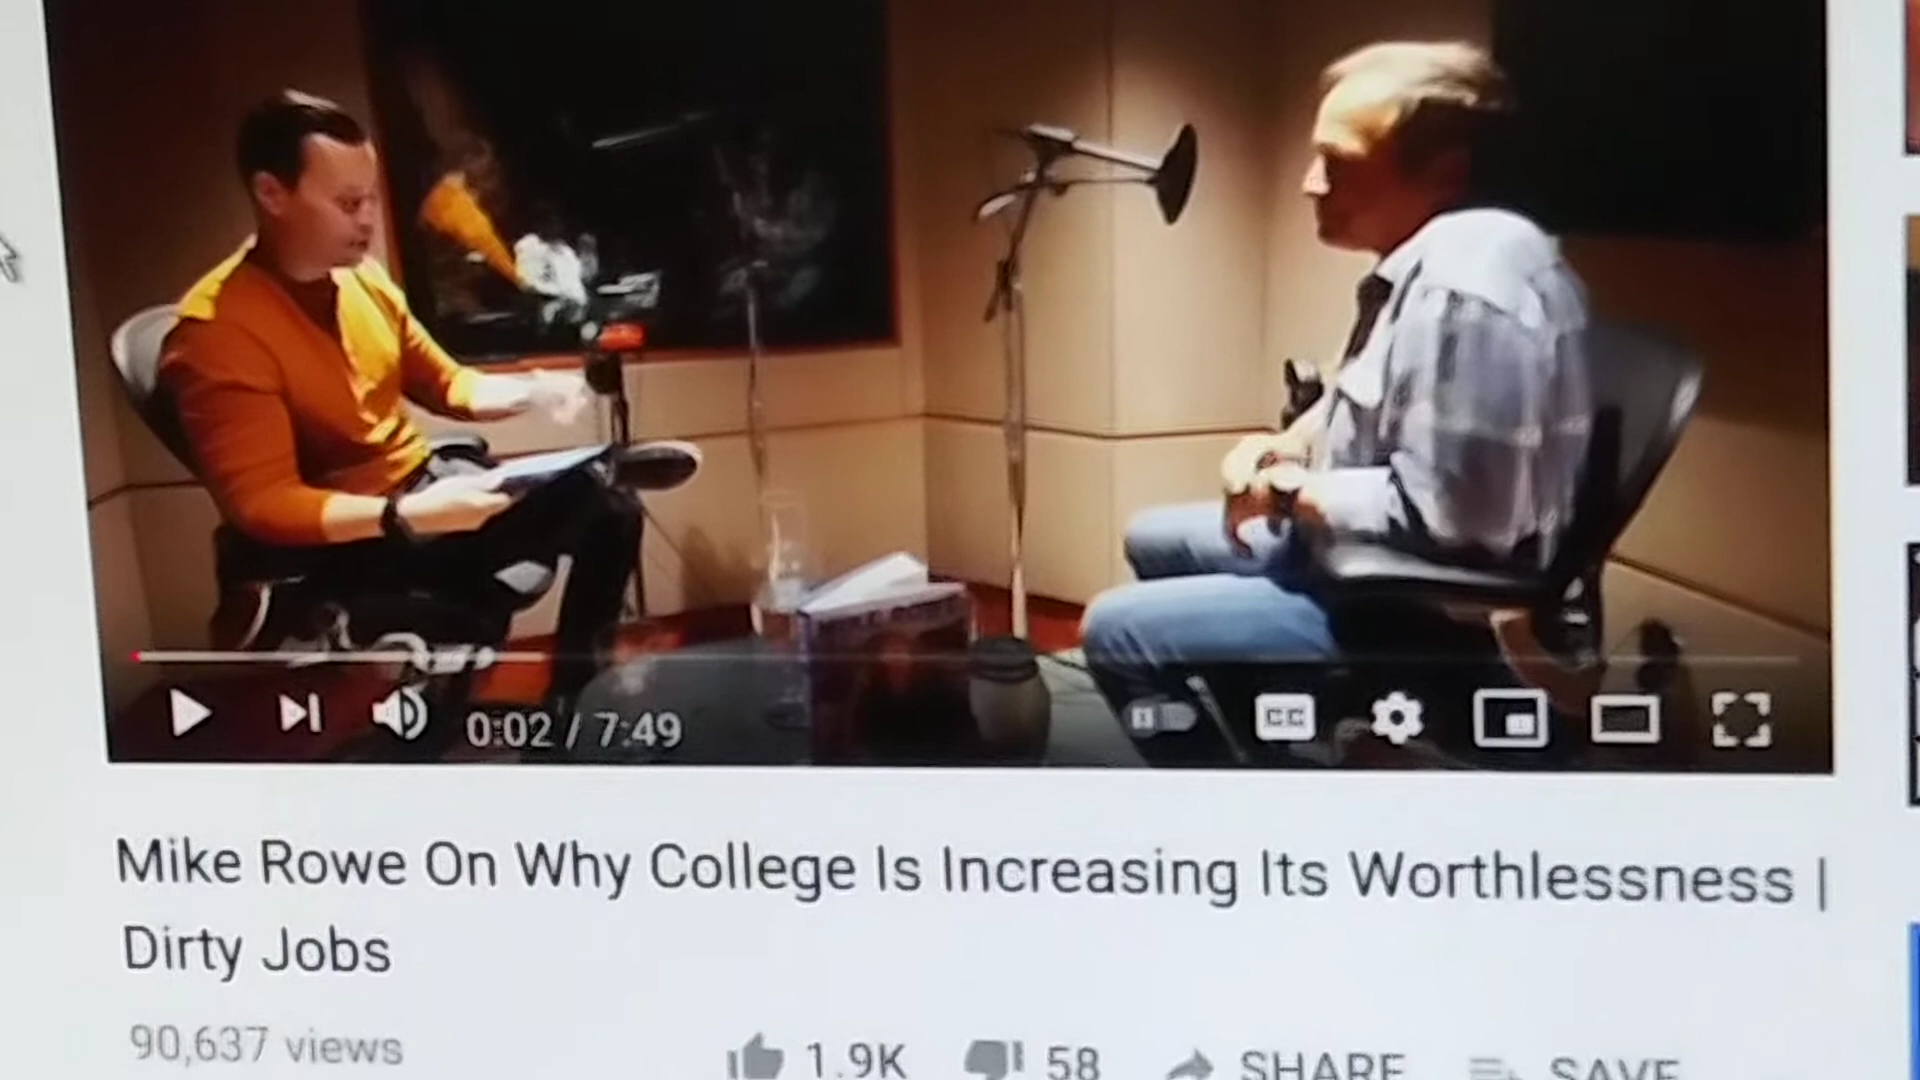 0:02 / 7:49
CC
Mike Rowe On Why College Is Increasing Its Worthlessness |
Dirty Jobs
90,637 views
1.9K 58 SHARE SAVE